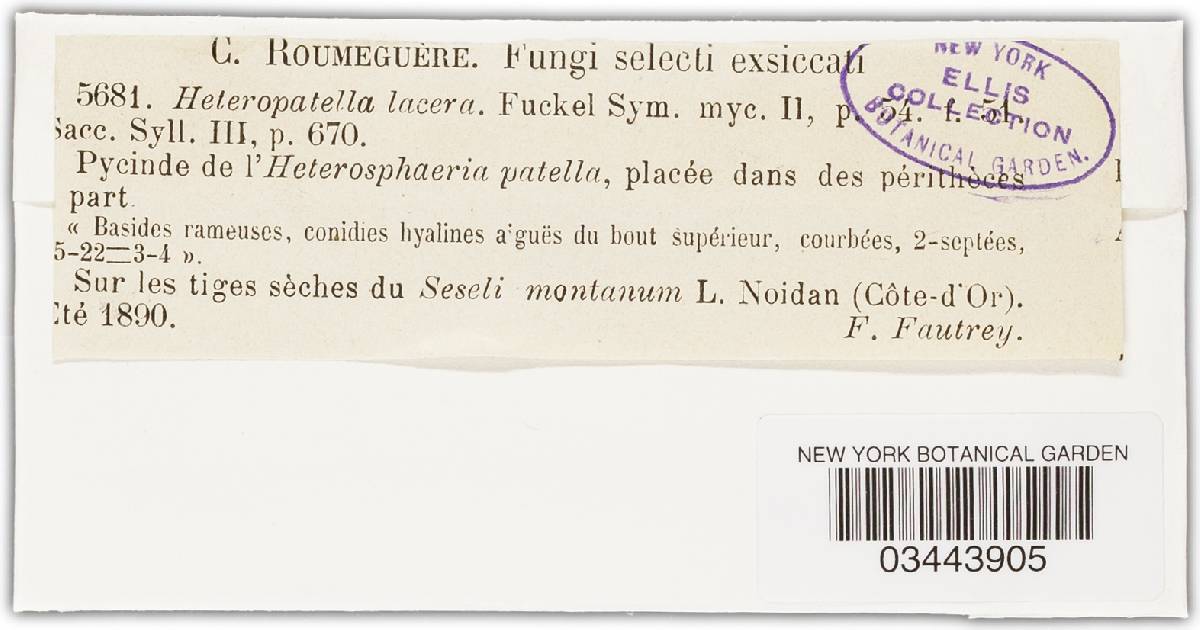 C. ROUMEGUÈRE. Fungi selecti exsiccati
5681. Heteropatella lacera. Fuckel Sym. myc. II, p. 54. f. 51.
Sacc. Syll. III, p. 670.
Pycinde de l'Heterosphaeria patella, placée dans des périthèces
part.
« Basides rameuses, conidies hyalines aiguës du bout supérieur, courbées, 2-septées,
5-22=3-4 ».
Sur les tiges sèches du Seseli montanum L. Noidan (Côte-d'Or).
Eté 1890.
F. Fautrey.
NEW YORK
ELLIS
COLLECTION
BOTANICAL GARDEN.
NEW YORK BOTANICAL GARDEN
03443905